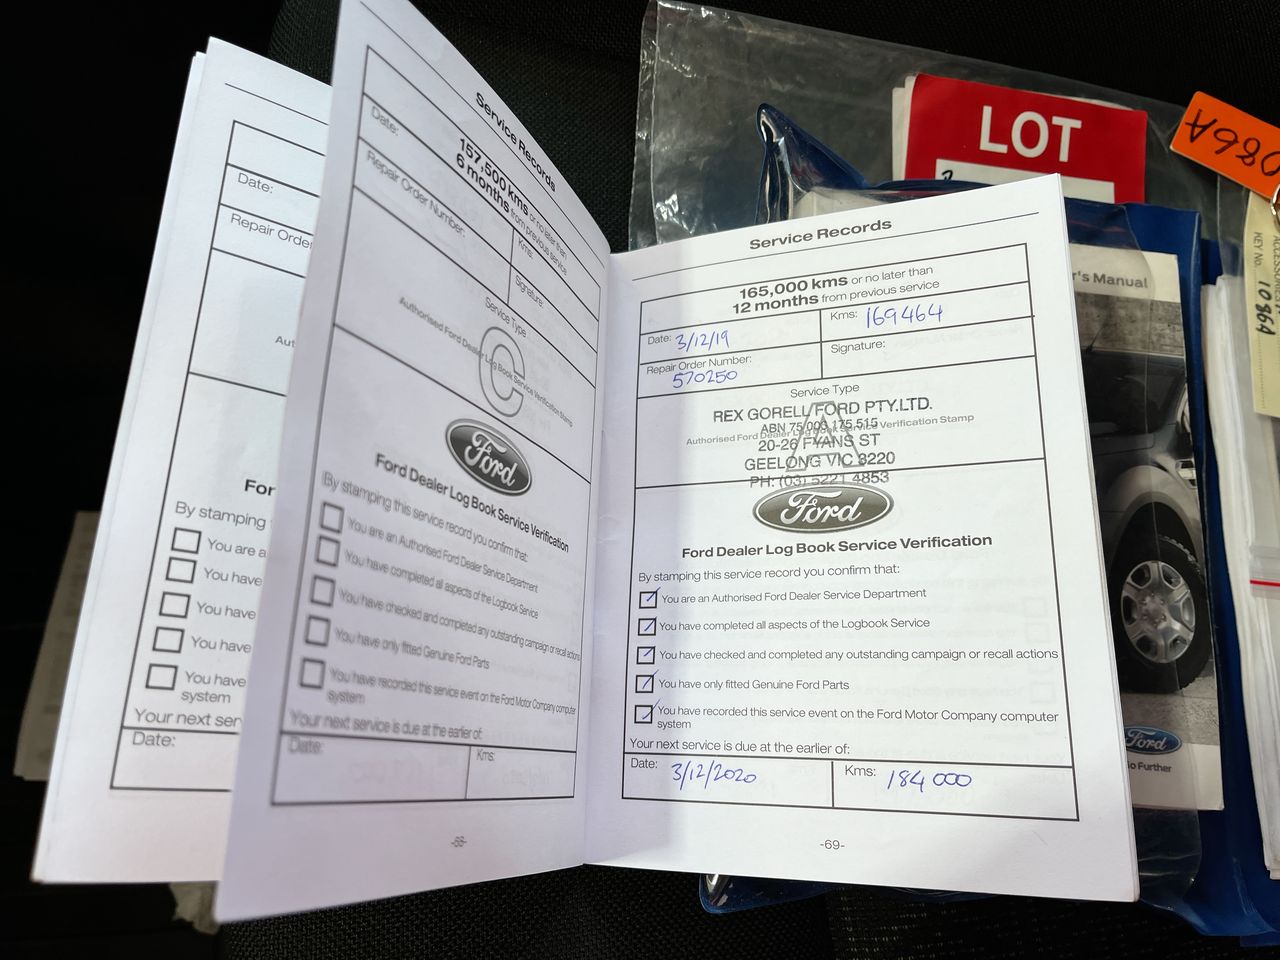 Date:
Repair Orde
Aut
For
By stamping
You are a
You have
You have
You have
You have
system
Your next ser
Date:
Service Records
157,500 kms or no later than
6 months from previous service
Date:
Kms:
Repair Order Number:
Signature:
Service Type
C
Authorised Ford Dealer Log Book Service Verification Stamp
Ford
Ford Dealer Log Book Service Verification
By stamping this service record you confirm that:
You are an Authorised Ford Dealer Service Department
You have completed all aspects of the Logbook Service
You have checked and completed any outstanding campaign or recall actions
You have only fitted Genuine Ford Parts
You have recorded this service event on the Ford Motor Company computer
system
Your next service is due at the earlier of:
Date:
Kms:
Service Records
165,000 kms or no later than
12 months from previous service
Date: 3/12/19
Kms: 169464
Repair Order Number:
570250
Signature:
Service Type
A
REX GORELL FORD PTY.LTD.
ABN 75 005 175 515
Authorised Ford Dealer Log Book Service Verification Stamp
20-26 FYANS ST
GEELONG VIC 3220
PH: (03) 5221 4853
Ford
Ford Dealer Log Book Service Verification
By stamping this service record you confirm that:
You are an Authorised Ford Dealer Service Department
You have completed all aspects of the Logbook Service
You have checked and completed any outstanding campaign or recall actions
You have only fitted Genuine Ford Parts
You have recorded this service event on the Ford Motor Company computer
system
Your next service is due at the earlier of:
Date: 3/12/2020
Kms: 184000
-69-
LOT
086A
KEY No.
1086A
r's Manual
Ford
Further